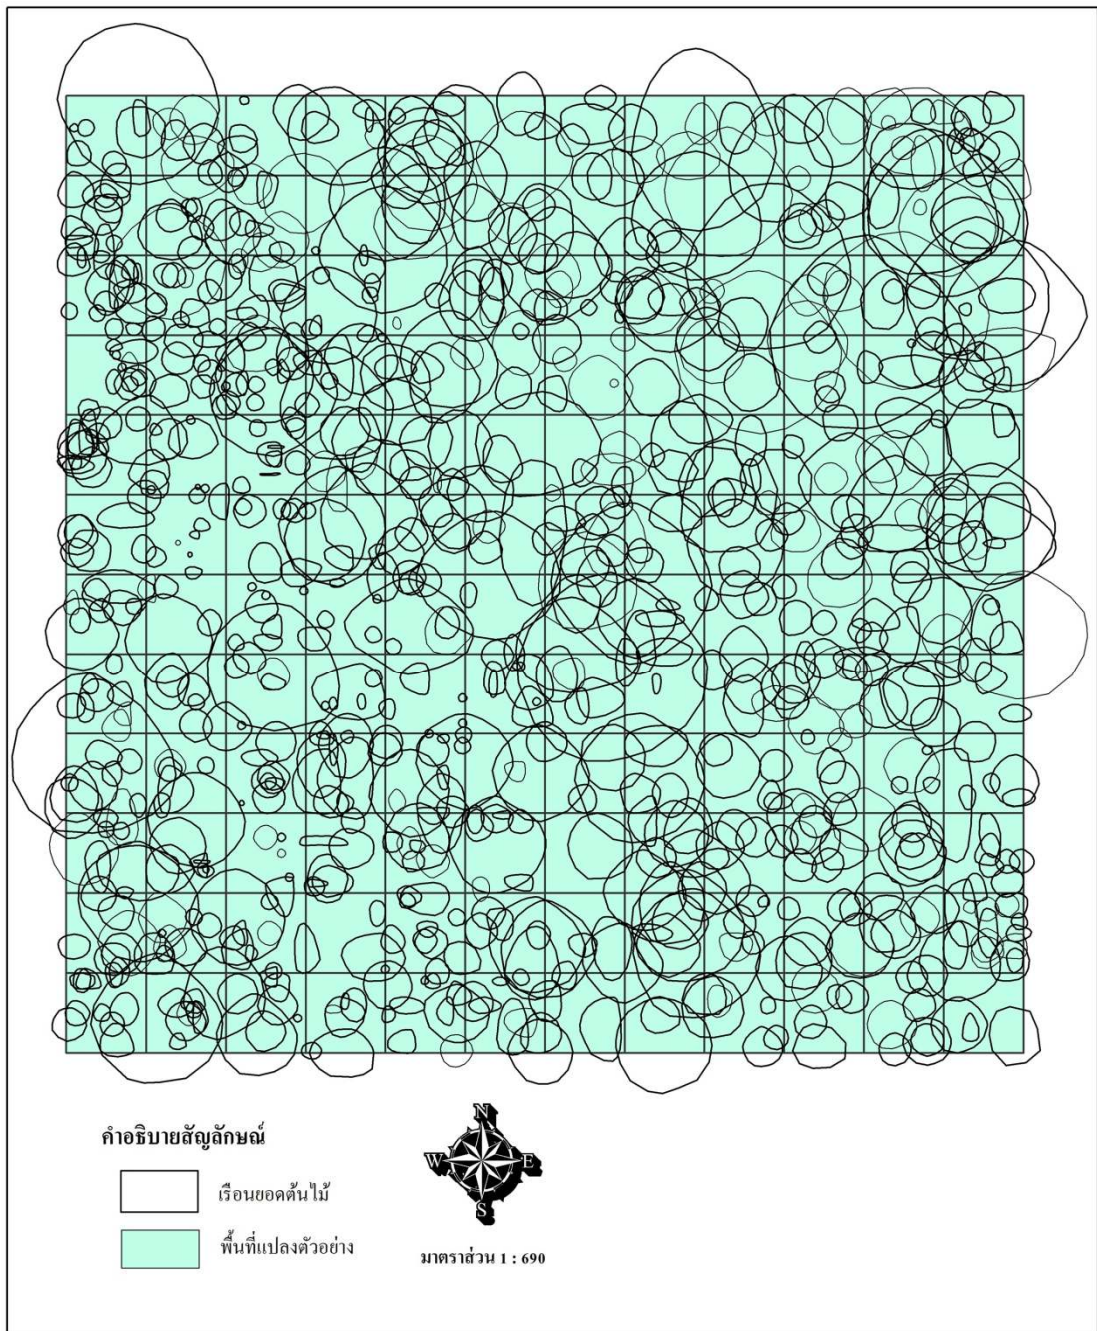 คำอธิบายสัญลักษณ์
เรือนยอดต้นไม้
พื้นที่แปลงตัวอย่าง
N
W E
S
มาตราส่วน 1 : 690